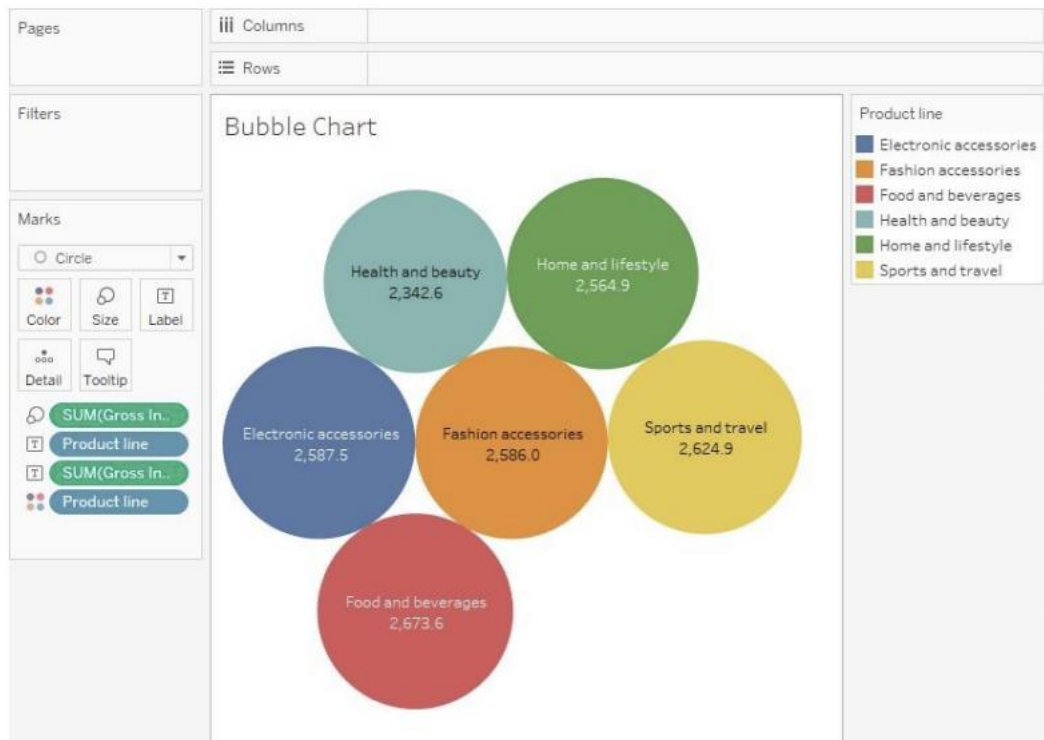 Pages
Columns
Rows
Filters
Bubble Chart
Product line
Electronic accessories
Fashion accessories
Food and beverages
Health and beauty
Home and lifestyle
Sports and travel
Marks
Circle
Color
Size
Label
Detail
Tooltip
SUM(Gross In..
Product line
SUM(Gross In..
Product line
Health and beauty
2,342.6
Home and lifestyle
2,564.9
Electronic accessories
2,587.5
Fashion accessories
2,586.0
Sports and travel
2,624.9
Food and beverages
2,673.6